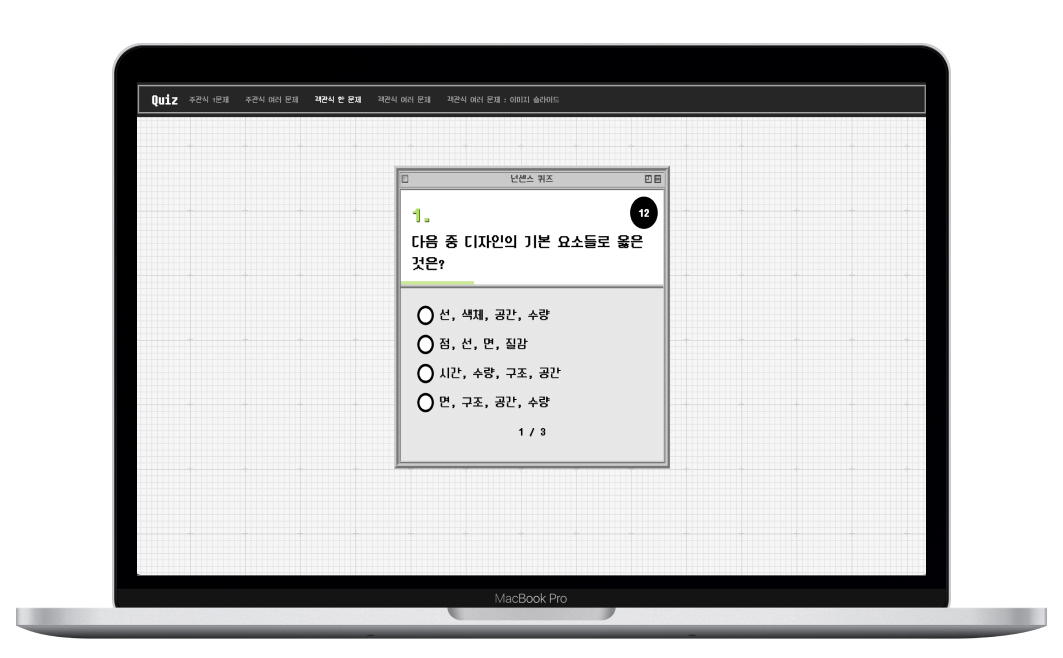 Quiz 주관식 1문제 주관식 여러 문제 객관식 한 문제 객관식 여러 문제 객관식 여러 문제 : 이미지 슬라이드
넌센스 퀴즈
1.
12
다음 중 디자인의 기본 요소들로 옳은
것은?
선, 색채, 공간, 수량
점, 선, 면, 질감
시간, 수량, 구조, 공간
면, 구조, 공간, 수량
1 / 3
MacBook Pro